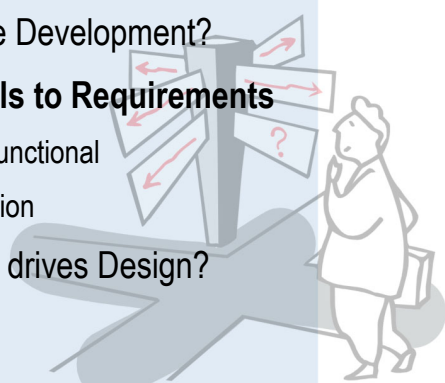 e Development?
ls to Requirements
unctional
ion
drives Design?
?